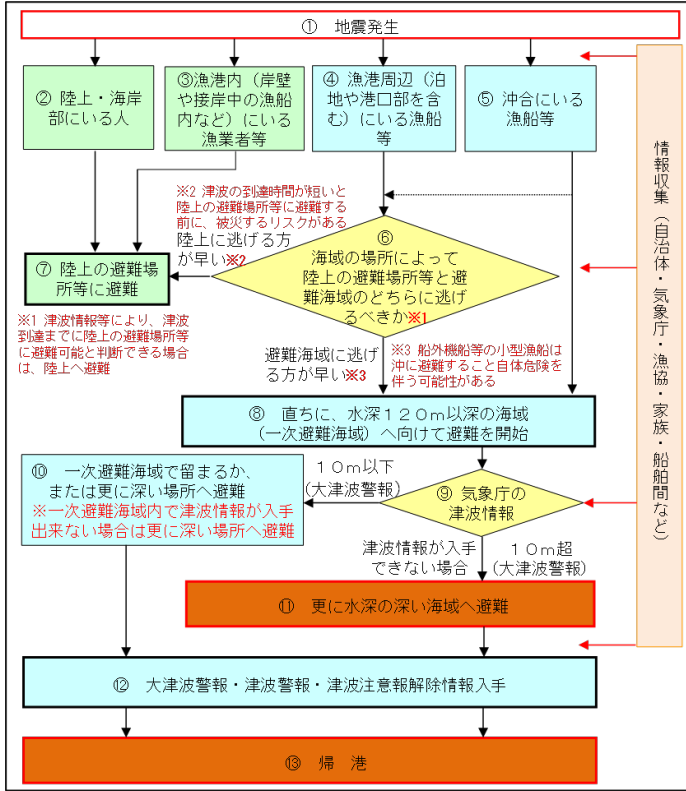 ① 地震発生
② 陸上・海岸
部にいる人
③漁港内（岸壁
や接岸中の漁船
内など）にいる
漁業者等
④ 漁港周辺（泊
地や港口部を含
む）にいる漁船
等
⑤ 沖合にいる
漁船等
※2 津波の到達時間が短いと
陸上の避難場所等に避難する
前に、被災するリスクがある
陸上に逃げる方
が早い※2
⑥
海域の場所によって
陸上の避難場所等と避
難海域のどちらに逃げ
るべきか※1
⑦ 陸上の避難場
所等に避難
※1 津波情報等により、津波
到達までに陸上の避難場所等
に避難可能と判断できる場合
は、陸上へ避難
避難海域に逃げ
る方が早い※3
※3 船外機船等の小型漁船は
沖に避難すること自体危険を
伴う可能性がある
⑧ 直ちに、水深１２０ｍ以深の海域
（一次避難海域）へ向けて避難を開始
⑩ 一次避難海域で留まるか、
または更に深い場所へ避難
※一次避難海域内で津波情報が入手
出来ない場合は更に深い場所へ避難
１０ｍ以下
（大津波警報）
⑨ 気象庁の
津波情報
津波情報が入手
できない場合
１０ｍ超
（大津波警報）
⑪ 更に水深の深い海域へ避難
⑫ 大津波警報・津波警報・津波注意報解除情報入手
⑬ 帰 港
情報収集（自治体・気象庁・漁協・家族・船舶間など）